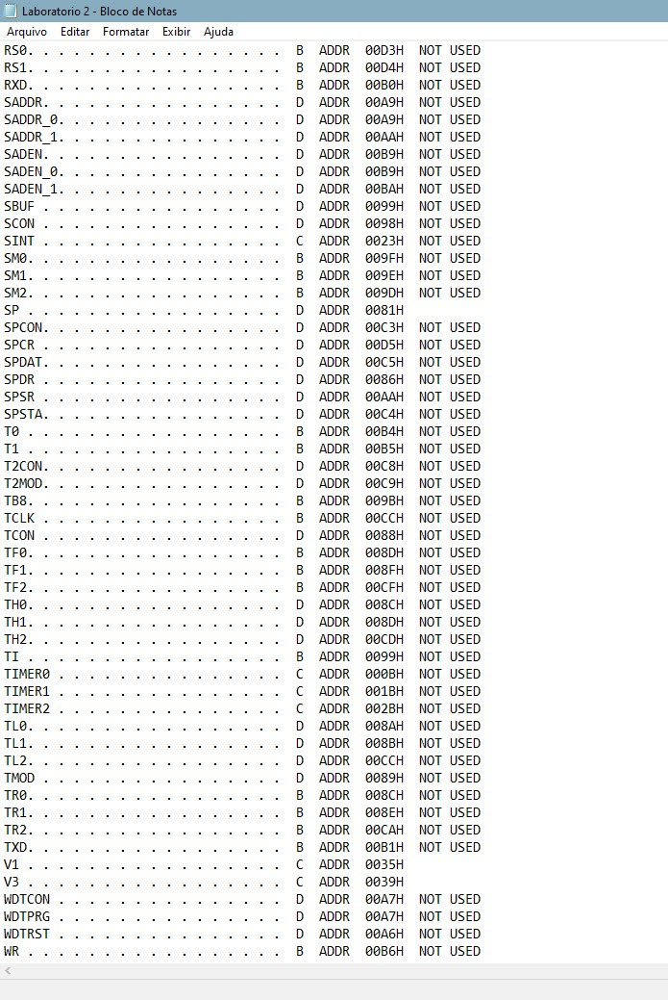 Laboratorio 2 - Bloco de Notas
Arquivo Editar Formatar Exibir Ajuda
RS0. . . . . . . . . . . . . . . . . B ADDR 00D3H NOT USED
RS1. . . . . . . . . . . . . . . . . B ADDR 00D4H NOT USED
RXD. . . . . . . . . . . . . . . . . B ADDR 00B0H NOT USED
SADDR. . . . . . . . . . . . . . . . D ADDR 00A9H NOT USED
SADDR_0. . . . . . . . . . . . . . . D ADDR 00A9H NOT USED
SADDR_1. . . . . . . . . . . . . . . D ADDR 00AAH NOT USED
SADEN. . . . . . . . . . . . . . . . D ADDR 00B9H NOT USED
SADEN_0. . . . . . . . . . . . . . . D ADDR 00B9H NOT USED
SADEN_1. . . . . . . . . . . . . . . D ADDR 00BAH NOT USED
SBUF . . . . . . . . . . . . . . . . D ADDR 0099H NOT USED
SCON . . . . . . . . . . . . . . . . D ADDR 0098H NOT USED
SINT . . . . . . . . . . . . . . . . C ADDR 0023H NOT USED
SM0. . . . . . . . . . . . . . . . . B ADDR 009FH NOT USED
SM1. . . . . . . . . . . . . . . . . B ADDR 009EH NOT USED
SM2. . . . . . . . . . . . . . . . . B ADDR 009DH NOT USED
SP . . . . . . . . . . . . . . . . . D ADDR 0081H
SPCON. . . . . . . . . . . . . . . . D ADDR 00C3H NOT USED
SPCR . . . . . . . . . . . . . . . . D ADDR 00D5H NOT USED
SPDAT. . . . . . . . . . . . . . . . D ADDR 00C5H NOT USED
SPDR . . . . . . . . . . . . . . . . D ADDR 0086H NOT USED
SPSR . . . . . . . . . . . . . . . . D ADDR 00AAH NOT USED
SPSTA. . . . . . . . . . . . . . . . D ADDR 00C4H NOT USED
T0 . . . . . . . . . . . . . . . . . B ADDR 00B4H NOT USED
T1 . . . . . . . . . . . . . . . . . B ADDR 00B5H NOT USED
T2CON. . . . . . . . . . . . . . . . D ADDR 00C8H NOT USED
T2MOD. . . . . . . . . . . . . . . . D ADDR 00C9H NOT USED
TB8. . . . . . . . . . . . . . . . . B ADDR 009BH NOT USED
TCLK . . . . . . . . . . . . . . . . B ADDR 00CCH NOT USED
TCON . . . . . . . . . . . . . . . . D ADDR 0088H NOT USED
TF0. . . . . . . . . . . . . . . . . B ADDR 008DH NOT USED
TF1. . . . . . . . . . . . . . . . . B ADDR 008FH NOT USED
TF2. . . . . . . . . . . . . . . . . B ADDR 00CFH NOT USED
TH0. . . . . . . . . . . . . . . . . D ADDR 008CH NOT USED
TH1. . . . . . . . . . . . . . . . . D ADDR 008DH NOT USED
TH2. . . . . . . . . . . . . . . . . D ADDR 00CDH NOT USED
TI . . . . . . . . . . . . . . . . . B ADDR 0099H NOT USED
TIMER0 . . . . . . . . . . . . . . . C ADDR 000BH NOT USED
TIMER1 . . . . . . . . . . . . . . . C ADDR 001BH NOT USED
TIMER2 . . . . . . . . . . . . . . . C ADDR 002BH NOT USED
TL0. . . . . . . . . . . . . . . . . D ADDR 008AH NOT USED
TL1. . . . . . . . . . . . . . . . . D ADDR 008BH NOT USED
TL2. . . . . . . . . . . . . . . . . D ADDR 00CCH NOT USED
TMOD . . . . . . . . . . . . . . . . D ADDR 0089H NOT USED
TR0. . . . . . . . . . . . . . . . . B ADDR 008CH NOT USED
TR1. . . . . . . . . . . . . . . . . B ADDR 008EH NOT USED
TR2. . . . . . . . . . . . . . . . . B ADDR 00CAH NOT USED
TXD. . . . . . . . . . . . . . . . . B ADDR 00B1H NOT USED
V1 . . . . . . . . . . . . . . . . . C ADDR 0035H
V3 . . . . . . . . . . . . . . . . . C ADDR 0039H
WDTCON . . . . . . . . . . . . . . . D ADDR 00A7H NOT USED
WDTPRG . . . . . . . . . . . . . . . D ADDR 00A7H NOT USED
WDTRST . . . . . . . . . . . . . . . D ADDR 00A6H NOT USED
WR . . . . . . . . . . . . . . . . . B ADDR 00B6H NOT USED